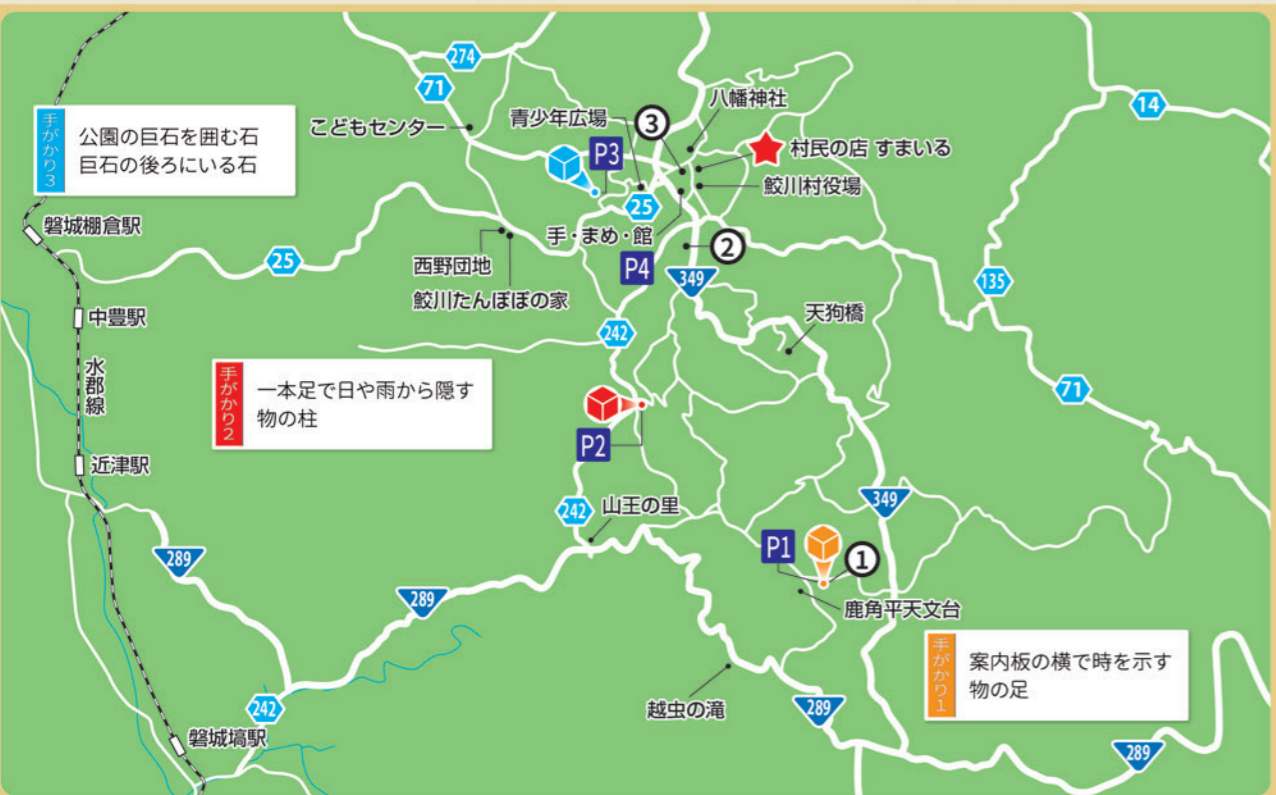 274
71
14
八幡神社
青少年広場
③
こどもセンター
手がかり3
公園の巨石を囲む石
巨石の後ろにいる石
P3
村民の店 すまいる
鮫川村役場
25
磐城棚倉駅
手・まめ・館
②
25
西野団地
P4
349
135
鮫川たんぽぽの家
中豊駅
天狗橋
242
水郡線
手がかり2
一本足で日や雨から隠す
物の柱
71
P2
近津駅
349
242
山王の里
P1
①
289
289
鹿角平天文台
手がかり1
案内板の横で時を示す
物の足
越虫の滝
242
289
磐城塙駅
289